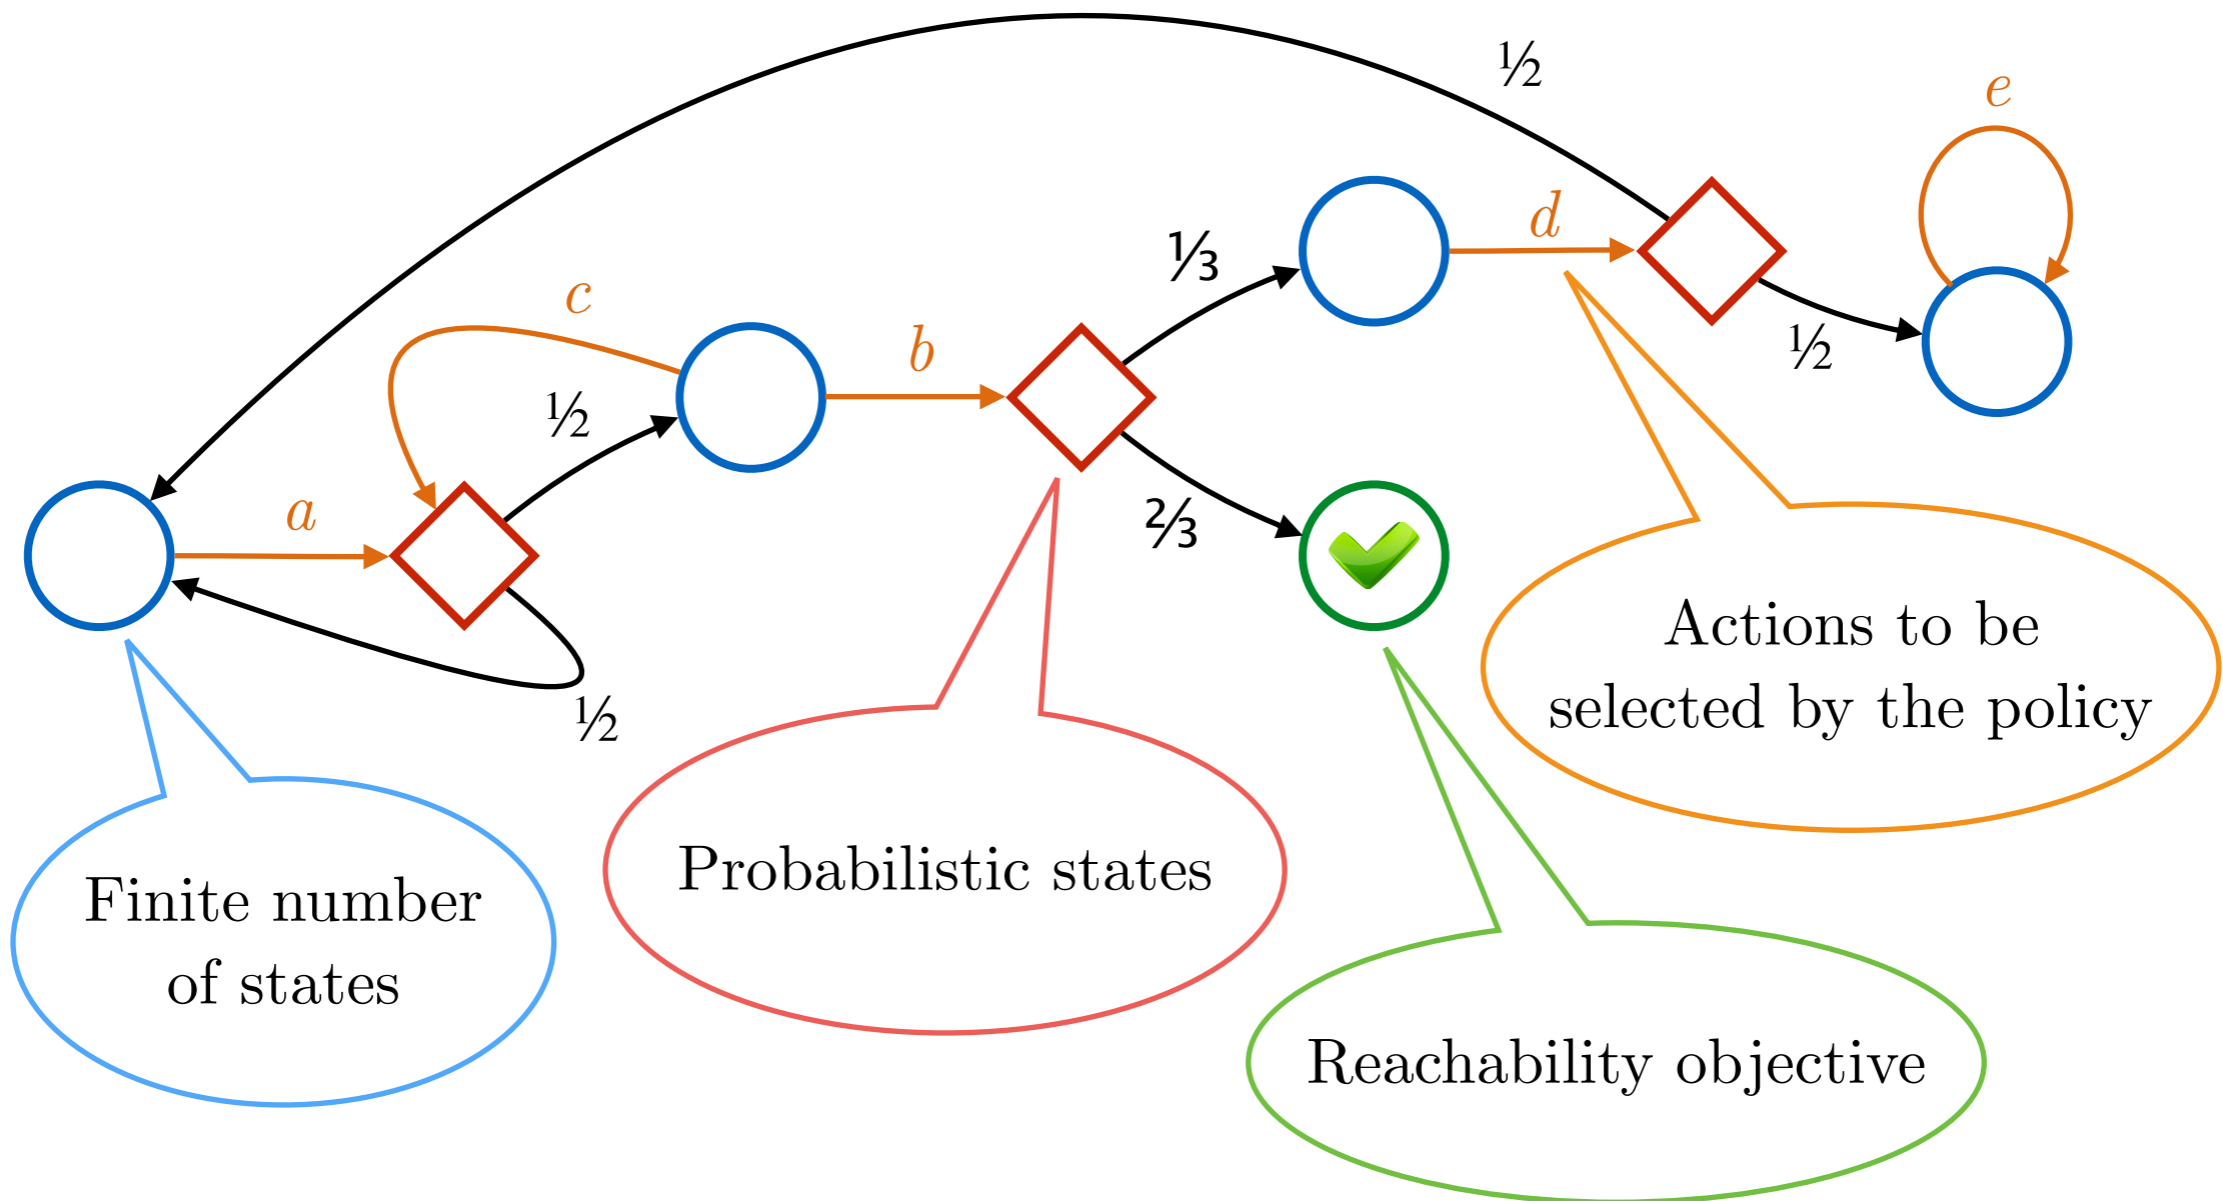 ½
e
d
⅓
c
b
½
½
a
⅔
½
Actions to be
selected by the policy
Probabilistic states
Finite number
of states
Reachability objective